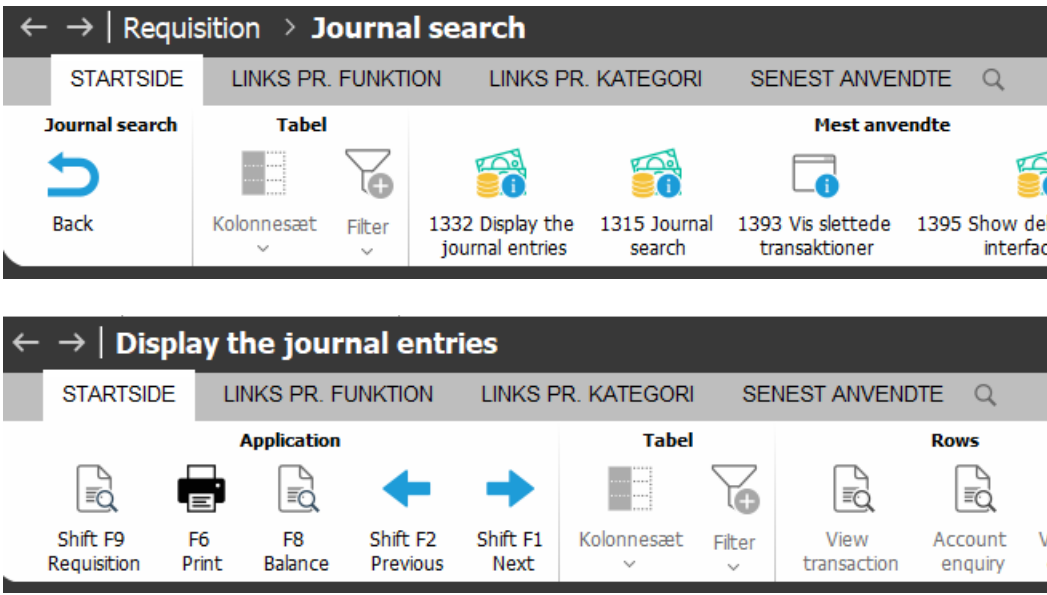 Requisition > Journal search
STARTSIDE LINKS PR. FUNKTION LINKS PR. KATEGORI SENEST ANVENDTE
Journal search Tabel Mest anvendte
Back Kolonnesæt Filter 1332 Display the 1315 Journal 1393 Vis slettede 1395 Show
journal entries search transaktioner
Display the journal entries
STARTSIDE LINKS PR. FUNKTION LINKS PR. KATEGORI SENEST ANVENDTE
Application Tabel Rows
Shift F9 F6 F8 Shift F2 Shift F1 Kolonnesæt Filter View Account
Requisition Print Balance Previous Next transaction enquiry